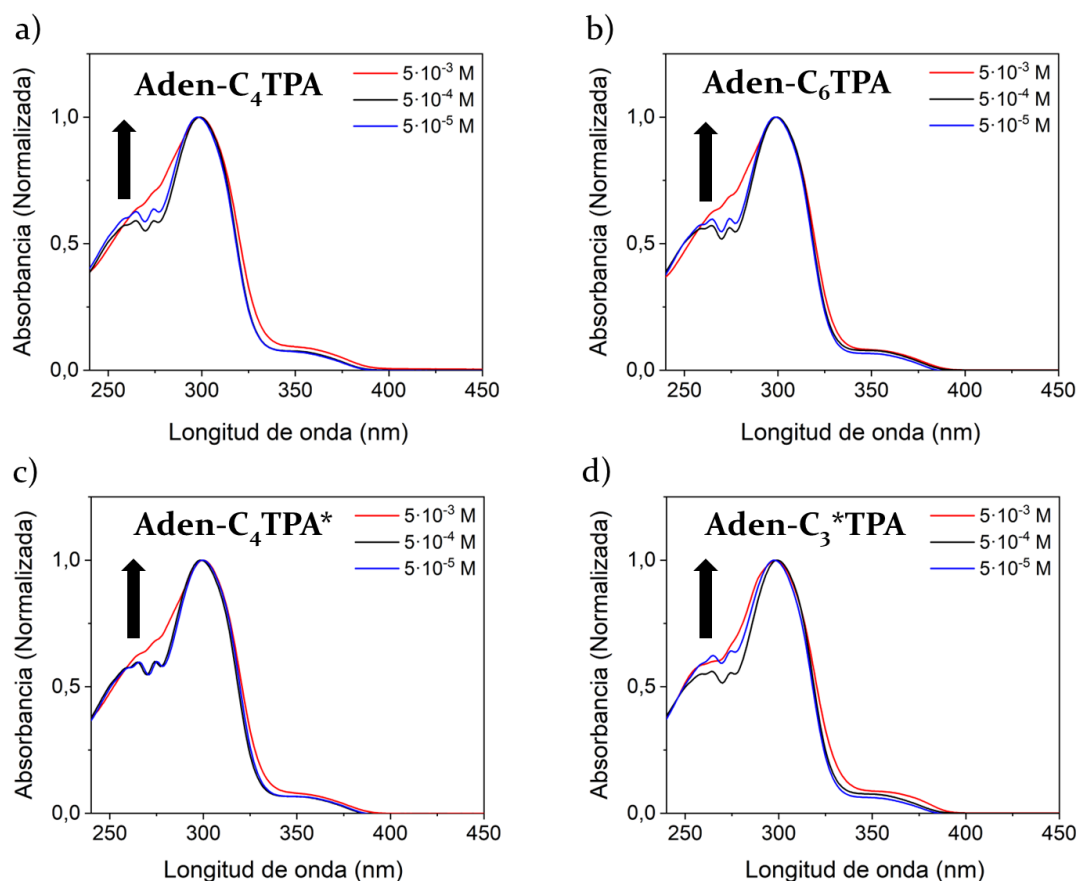 a)
Aden-C₄TPA
5·10⁻³ M
5·10⁻⁴ M
5·10⁻⁵ M
Absorbancia (Normalizada)
1,0
0,5
0,0
250 300 350 400 450
Longitud de onda (nm)
b)
Aden-C₆TPA
5·10⁻³ M
5·10⁻⁴ M
5·10⁻⁵ M
Absorbancia (Normalizada)
1,0
0,5
0,0
250 300 350 400 450
Longitud de onda (nm)
c)
Aden-C₄TPA*
5·10⁻³ M
5·10⁻⁴ M
5·10⁻⁵ M
Absorbancia (Normalizada)
1,0
0,5
0,0
250 300 350 400 450
Longitud de onda (nm)
d)
Aden-C₃*TPA
5·10⁻³ M
5·10⁻⁴ M
5·10⁻⁵ M
Absorbancia (Normalizada)
1,0
0,5
0,0
250 300 350 400 450
Longitud de onda (nm)